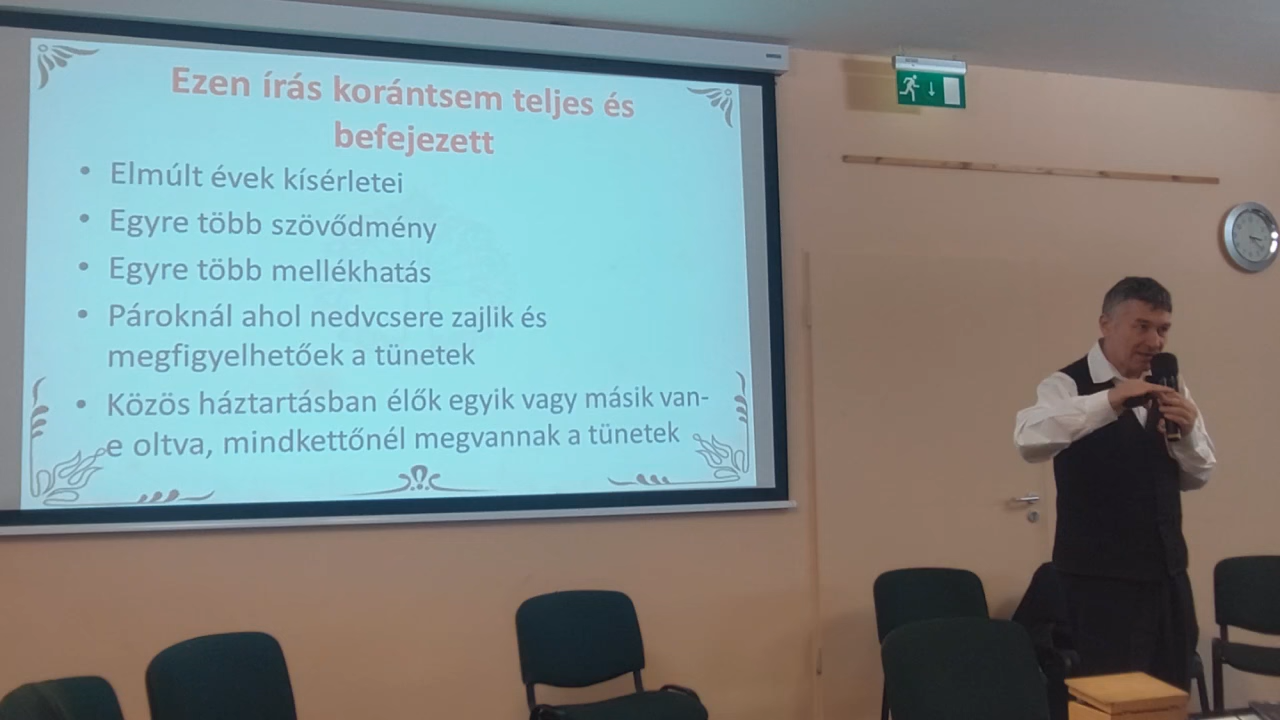 Ezen írás korántsem teljes és
befejezett
• Elmúlt évek kísérletei
• Egyre több szövődmény
• Egyre több mellékhatás
• Pároknál ahol nedvcsere zajlik és
megfigyelhetőek a tünetek
• Közös háztartásban élők egyik vagy másik van-
e oltva, mindkettőnél megvannak a tünetek